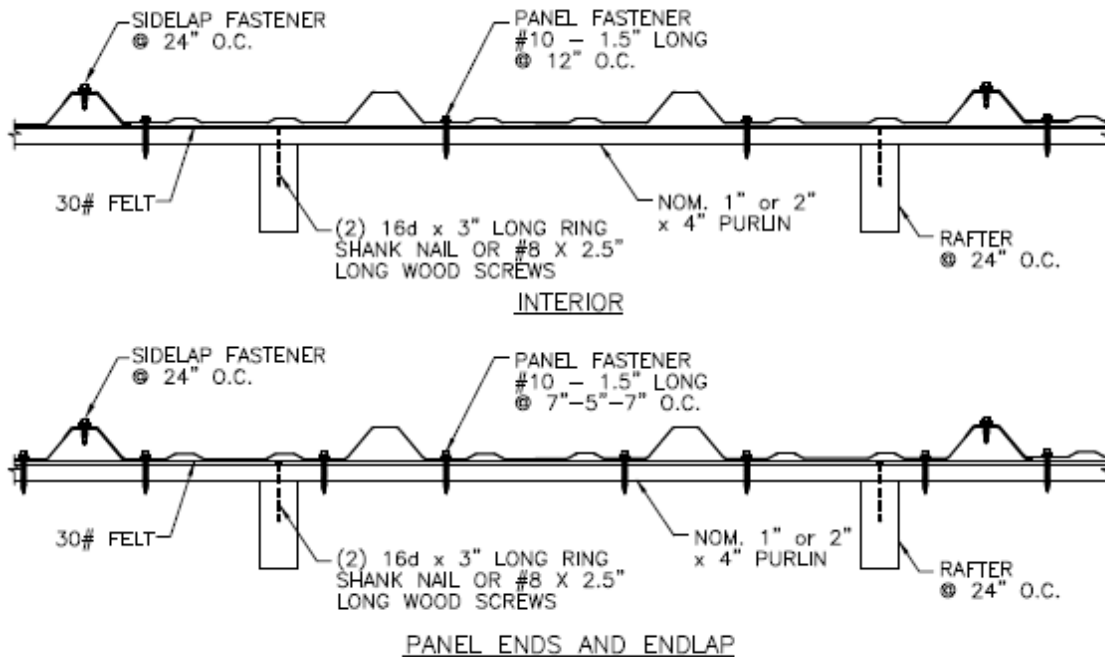 SIDELAP FASTENER
@ 24" O.C.
PANEL FASTENER
#10 – 1.5" LONG
@ 12" O.C.
30# FELT
(2) 16d x 3" LONG RING
SHANK NAIL OR #8 X 2.5"
LONG WOOD SCREWS
NOM. 1" or 2"
x 4" PURLIN
RAFTER
@ 24" O.C.
INTERIOR
SIDELAP FASTENER
@ 24" O.C.
PANEL FASTENER
#10 – 1.5" LONG
@ 7"–5"–7" O.C.
30# FELT
(2) 16d x 3" LONG RING
SHANK NAIL OR #8 X 2.5"
LONG WOOD SCREWS
NOM. 1" or 2"
x 4" PURLIN
RAFTER
@ 24" O.C.
PANEL ENDS AND ENDLAP